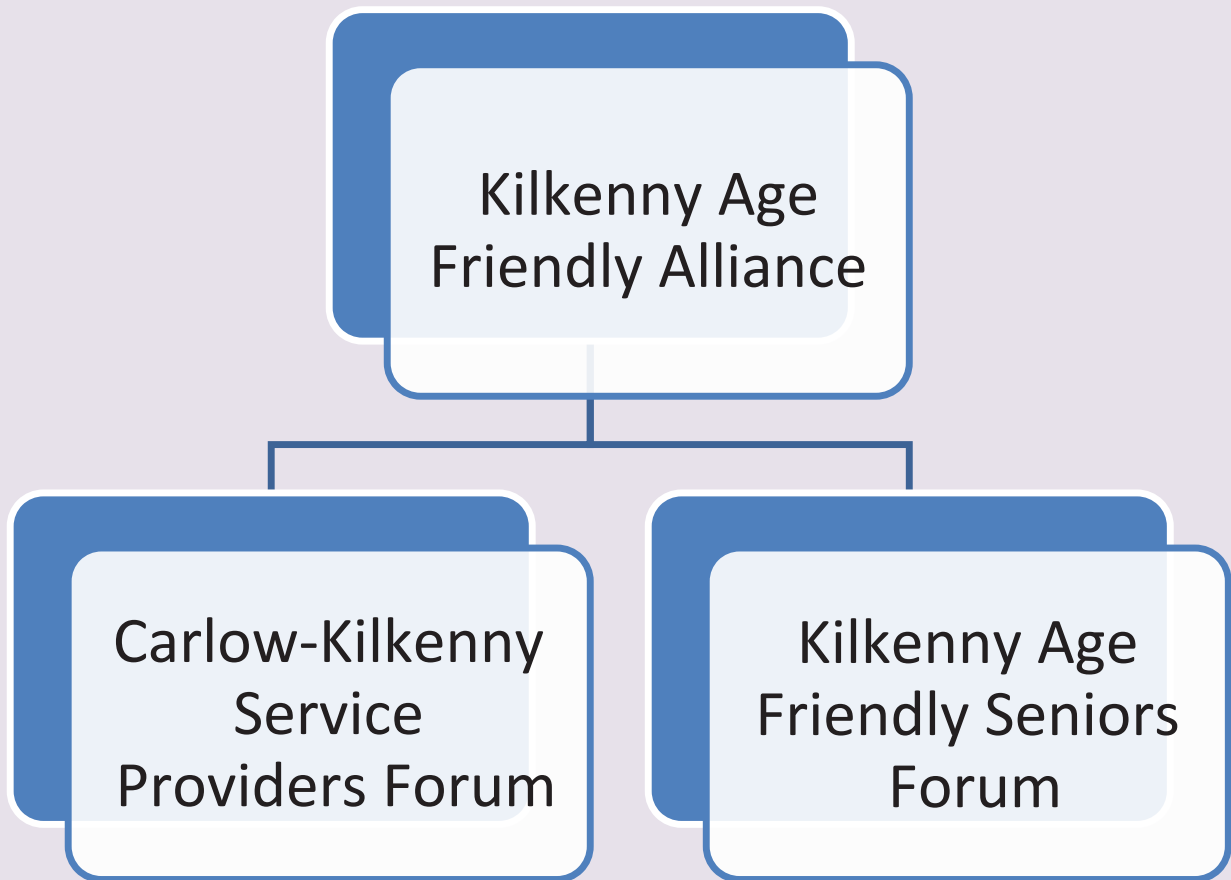 Kilkenny Age
Friendly Alliance
Carlow-Kilkenny
Service
Providers Forum
Kilkenny Age
Friendly Seniors
Forum